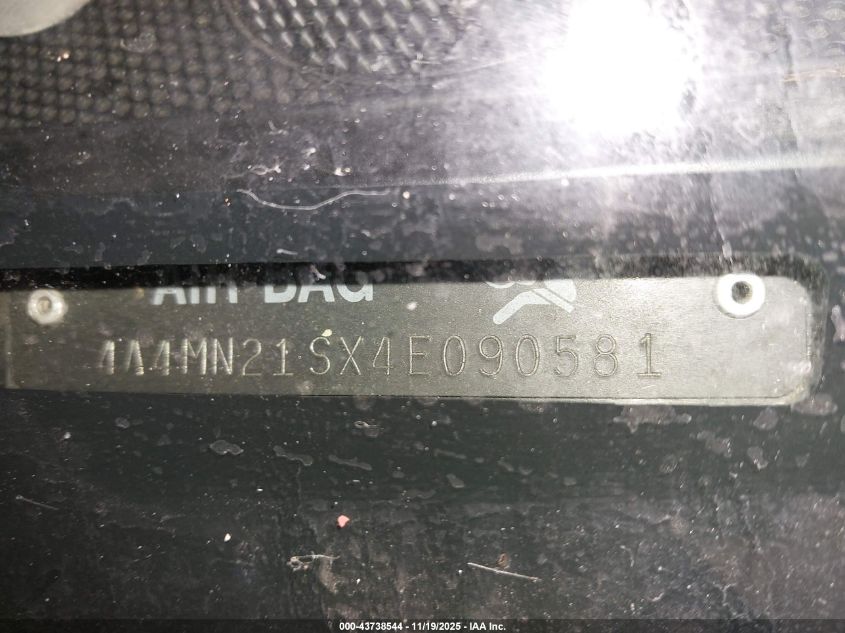 AIR BAG
4A4MN21SX4E090581
000-43738544 - 11/19/2025 - IAA Inc.